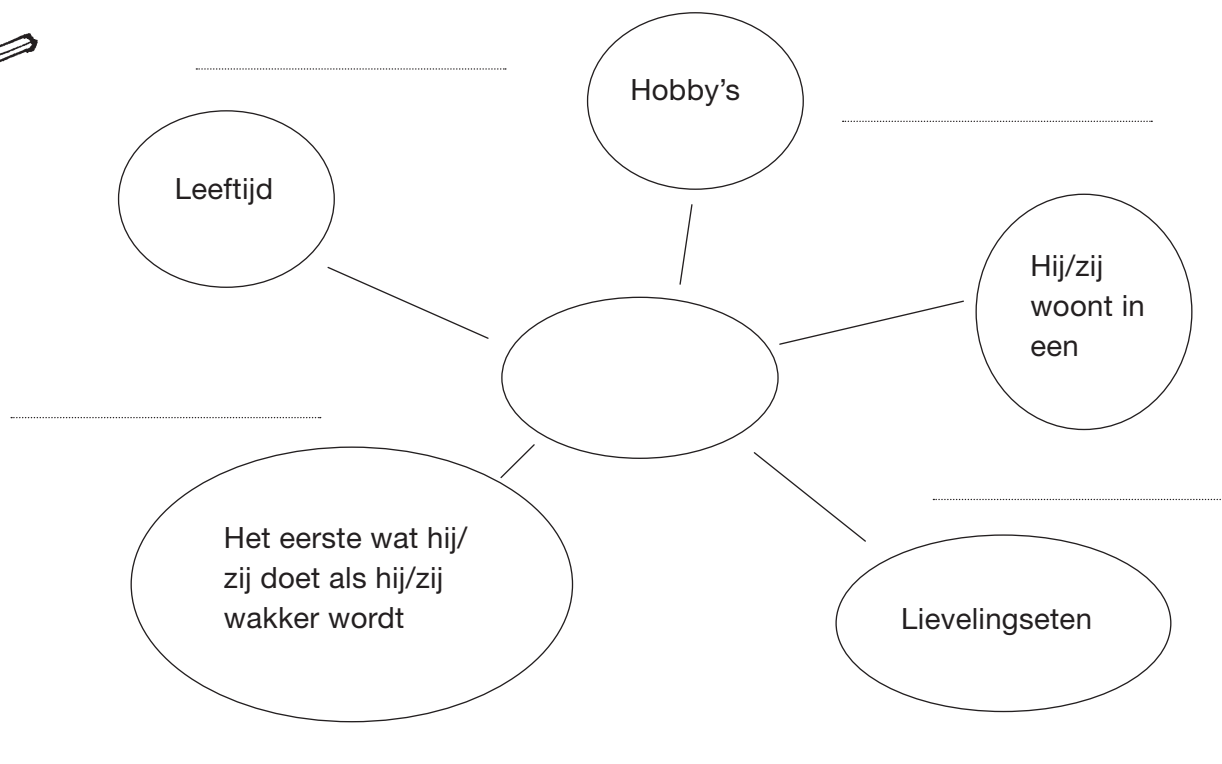 Hobby’s
Leeftijd
Hij/zij
woont in
een
Het eerste wat hij/
zij doet als hij/zij
wakker wordt
Lievelingseten